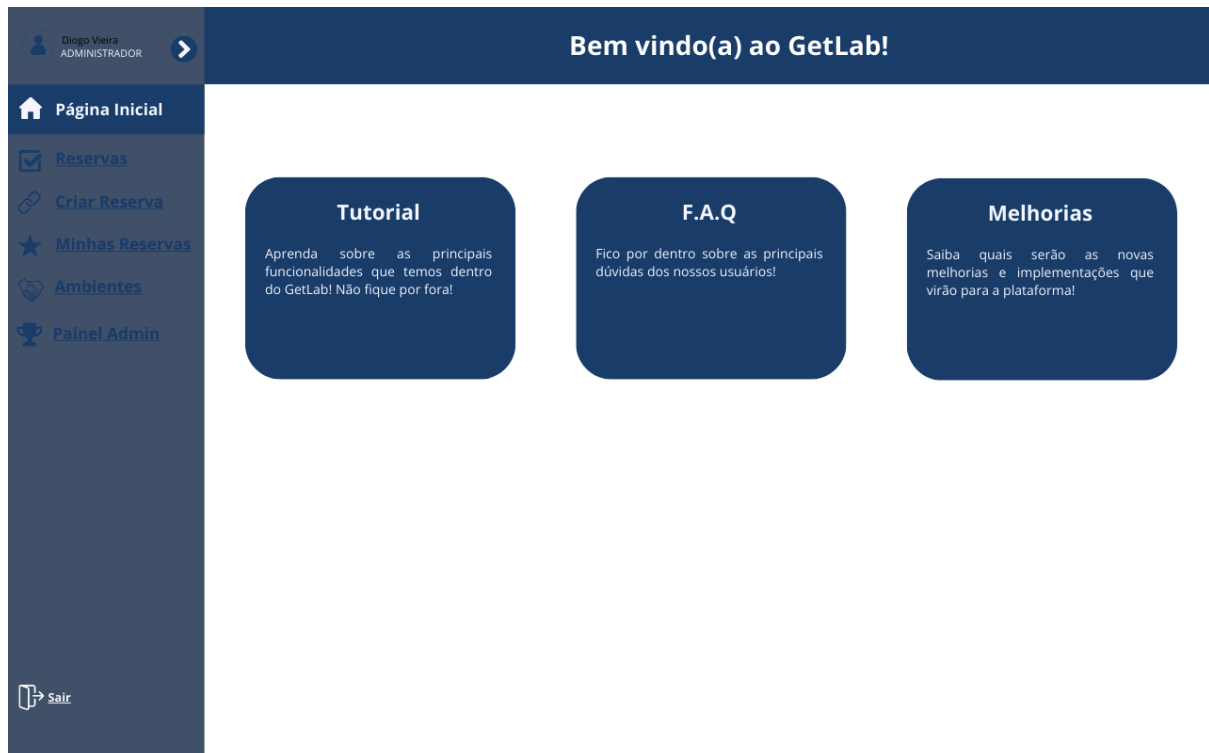 Diogo Vieira
ADMINISTRADOR
Bem vindo(a) ao GetLab!
Página Inicial
Reservas
Criar Reserva
Minhas Reservas
Ambientes
Painel Admin
Sair
Tutorial
Aprenda sobre as principais
funcionalidades que temos dentro
do GetLab! Não fique por fora!
F.A.Q
Fico por dentro sobre as principais
dúvidas dos nossos usuários!
Melhorias
Saiba quais serão as novas
melhorias e implementações que
virão para a plataforma!